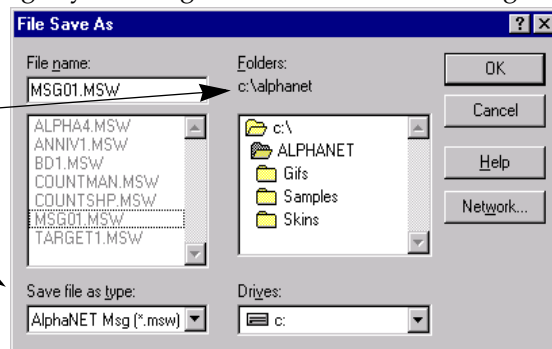 File Save As
File name:
MSG01.MSW
ALPHA4.MSW
ANNIV1.MSW
BD1.MSW
COUNTMAN.MSW
COUNTSHP.MSW
MSG01.MSW
TARGET1.MSW
Save file as type:
AlphaNET Msg (*.msw)
Folders:
c:\alphanet
c:\
ALPHANET
Gifs
Samples
Skins
Drives:
c:
OK
Cancel
Help
Network...